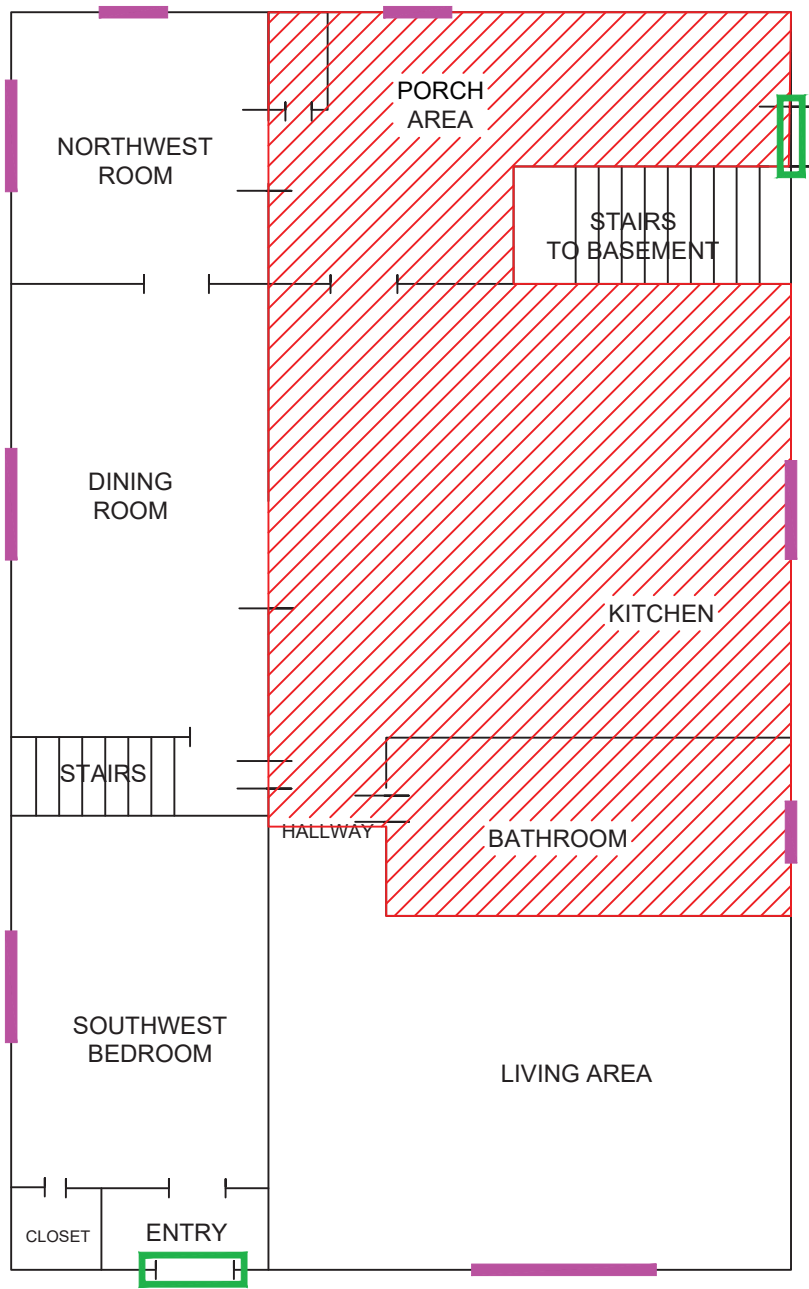 PORCH
AREA
NORTHWEST
ROOM
STAIRS
TO BASEMENT
DINING
ROOM
KITCHEN
STAIRS
HALLWAY
BATHROOM
SOUTHWEST
BEDROOM
LIVING AREA
CLOSET
ENTRY